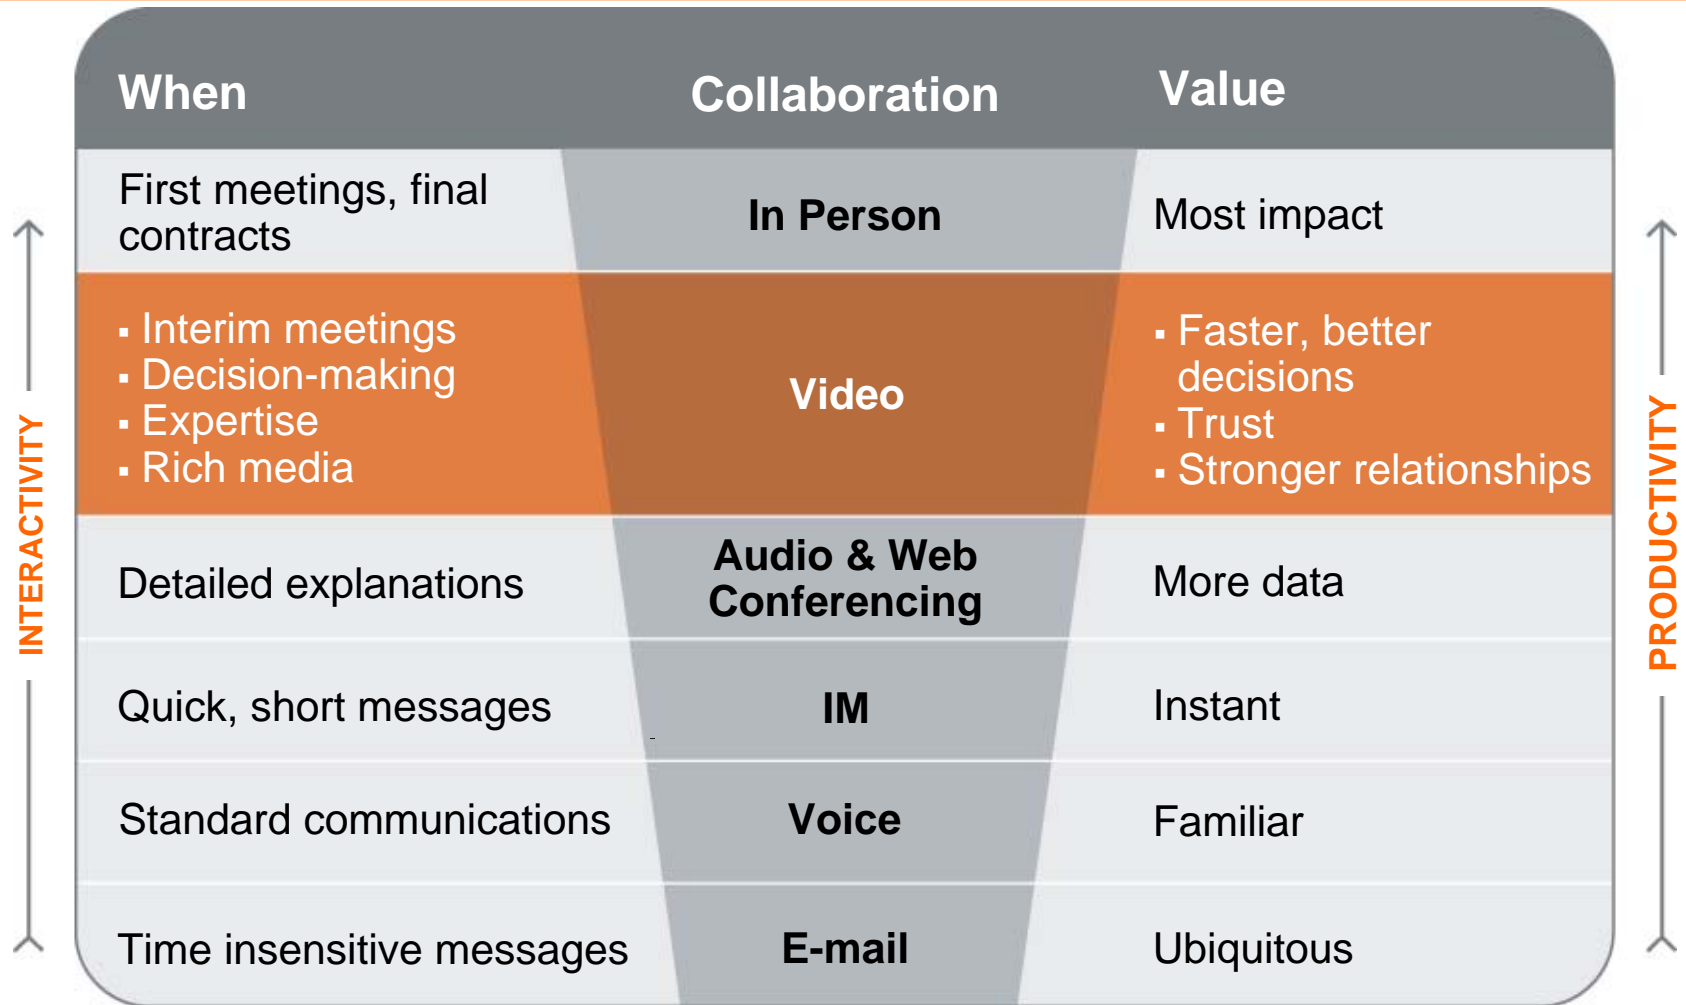 When
Collaboration
Value
First meetings, final
contracts
In Person
Most impact
▪ Interim meetings
▪ Decision-making
▪ Expertise
▪ Rich media
Video
▪ Faster, better
decisions
▪ Trust
▪ Stronger relationships
Detailed explanations
Audio & Web
Conferencing
More data
Quick, short messages
IM
Instant
Standard communications
Voice
Familiar
Time insensitive messages
E-mail
Ubiquitous
INTERACTIVITY
PRODUCTIVITY